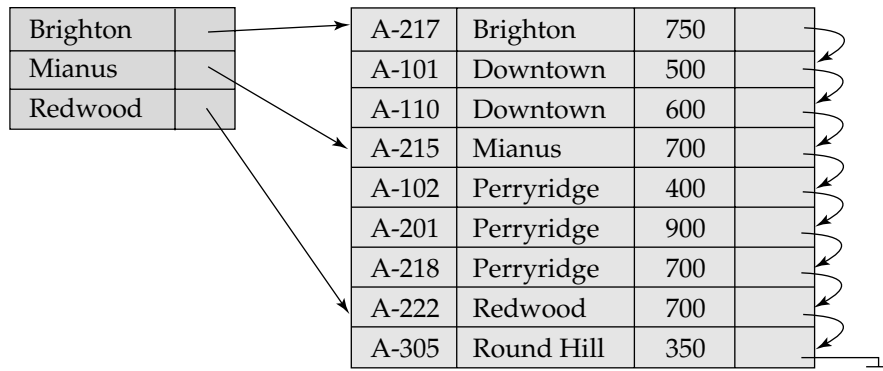 Brighton
Mianus
Redwood
A-217 Brighton 750
A-101 Downtown 500
A-110 Downtown 600
A-215 Mianus 700
A-102 Perryridge 400
A-201 Perryridge 900
A-218 Perryridge 700
A-222 Redwood 700
A-305 Round Hill 350